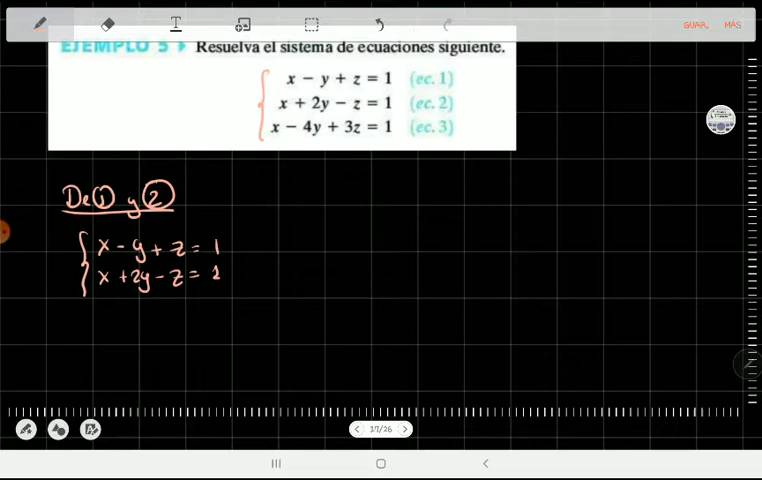 GUAR. MÁS
EJEMPLO 5 Resuelva el sistema de ecuaciones siguiente.
x − y + z = 1 (ec. 1)
x + 2y − z = 1 (ec. 2)
x − 4y + 3z = 1 (ec. 3)
De 1 y 2
x - y + z = 1
x + 2y - z = 1
17/26